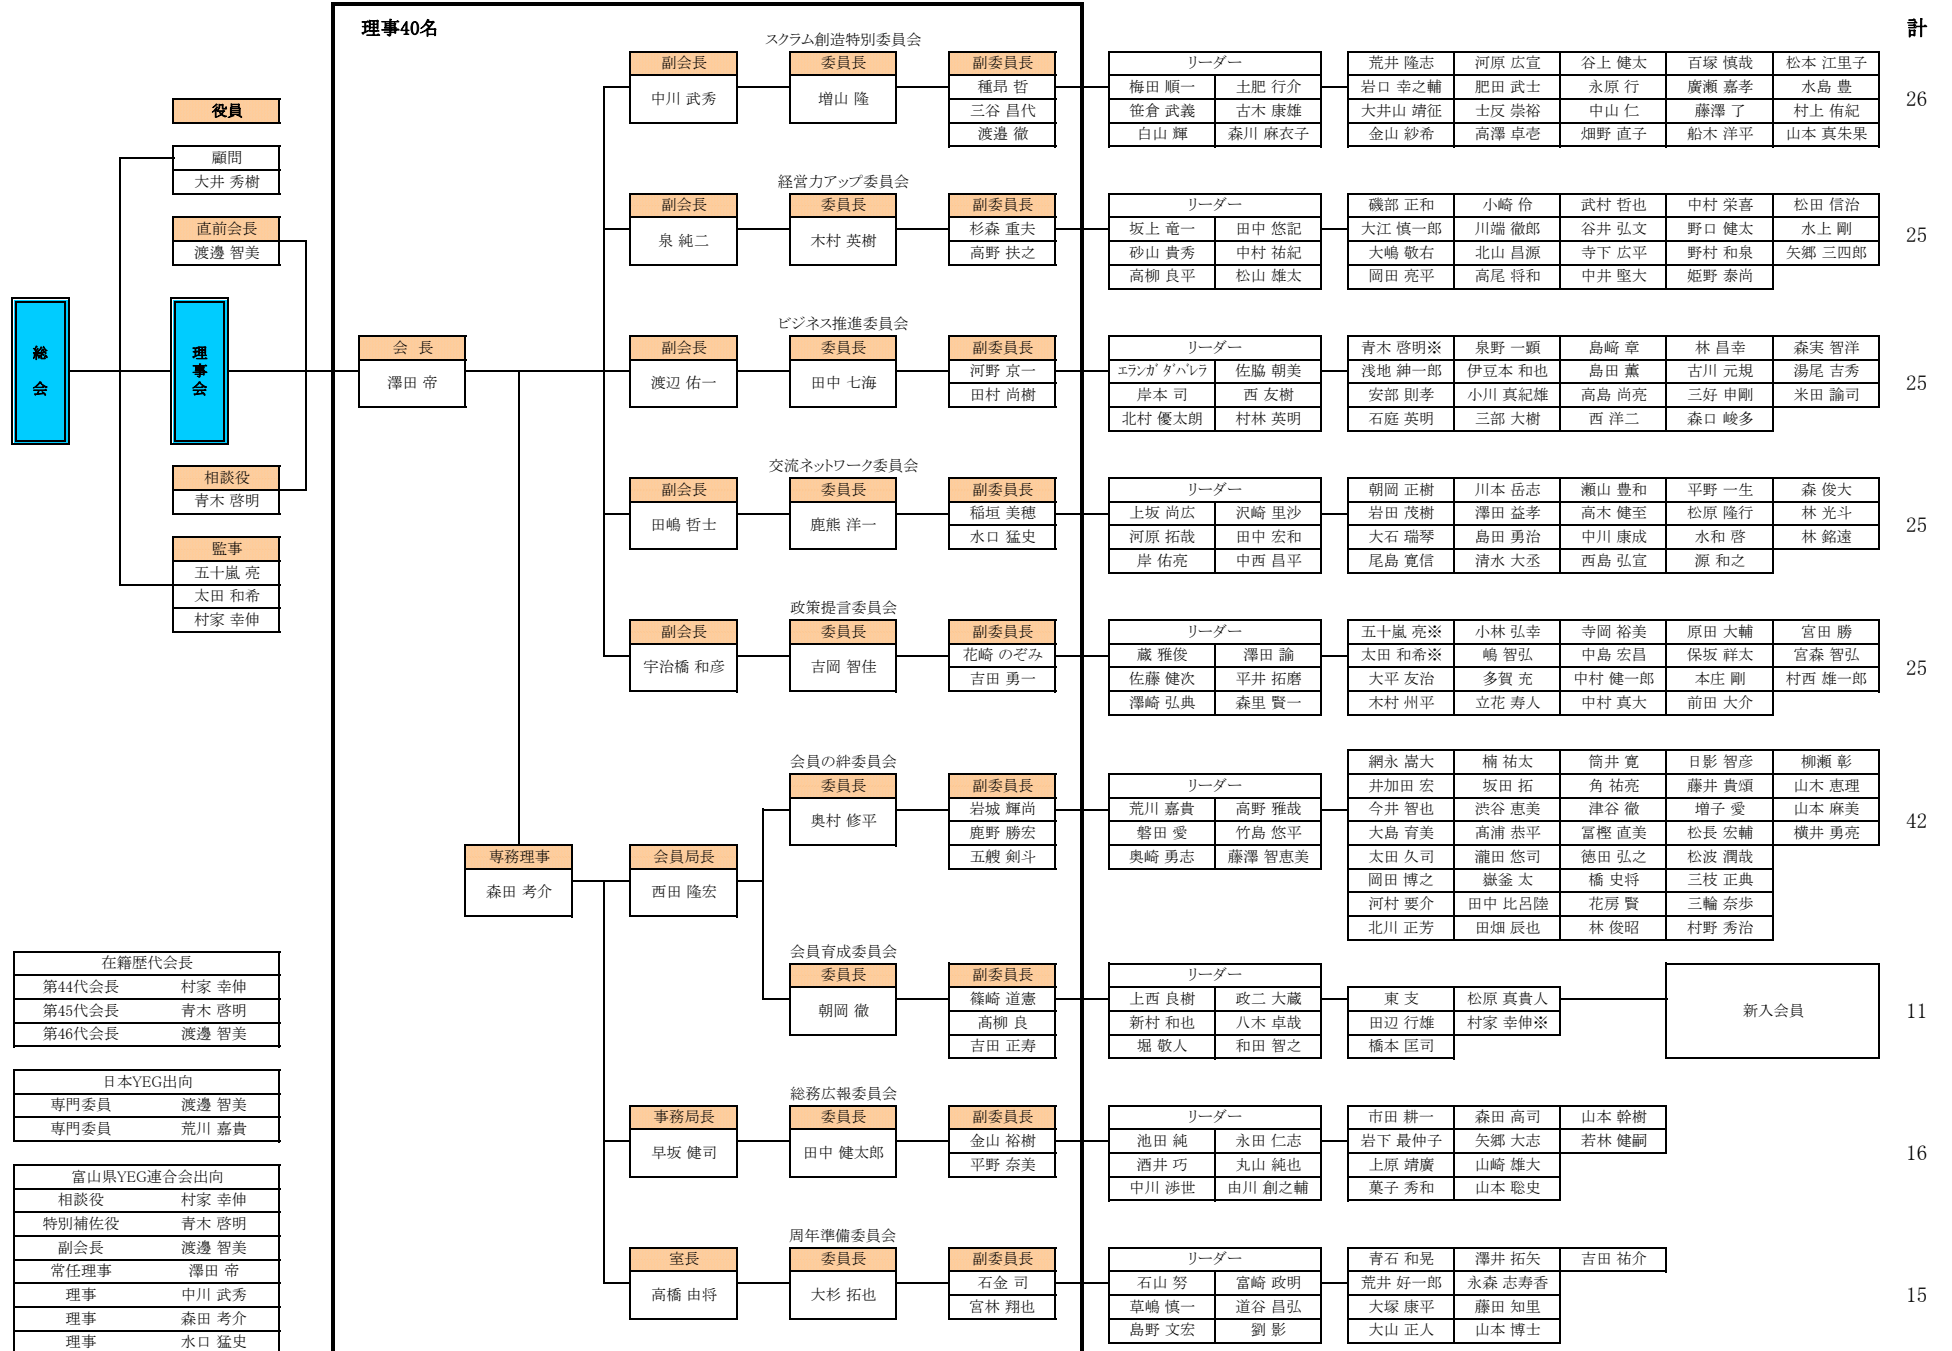 理事40名
計
役員
顧問
大井 秀樹
直前会長
渡邊 智美
総会
理事会
相談役
青木 啓明
監事
五十嵐 亮
太田 和希
村家 幸伸
会 長
澤田 帝
専務理事
森田 考介
スクラム創造特別委員会
副会長 委員長 副委員長 リーダー
中川 武秀 増山 隆
種昂 哲
三谷 昌代
渡邉 徹
梅田 順一 土肥 行介
笹倉 武義 古木 康雄
白山 輝 森川 麻衣子
荒井 隆志 河原 広宣 谷上 健太 百塚 慎哉 松本 江里子
岩口 幸之輔 肥田 武士 永原 行 廣瀬 嘉孝 水島 豊
大井山 靖征 士反 崇裕 中山 仁 藤澤 了 村上 侑紀
金山 紗希 高澤 卓壱 畑野 直子 船木 洋平 山本 真朱果
26
経営力アップ委員会
副会長 委員長 副委員長 リーダー
泉 純二 木村 英樹
杉森 重夫
高野 扶之
坂上 竜一 田中 悠記
砂山 貴秀 中村 祐紀
高柳 良平 松山 雄太
磯部 正和 小崎 伶 武村 哲也 中村 栄喜 松田 信治
大江 慎一郎 川端 徹郎 谷井 弘文 野口 健太 水上 剛
大嶋 敬右 北山 昌源 寺下 広平 野村 和泉 矢郷 三四郎
岡田 亮平 高尾 将和 中井 堅大 姫野 泰尚
25
ビジネス推進委員会
副会長 委員長 副委員長 リーダー
渡辺 佑一 田中 七海
河野 京一
田村 尚樹
エランガ ダバレラ 佐脇 朝美
岸本 司 西 友樹
北村 優太朗 村林 英明
青木 啓明※ 泉野 一顕 島﨑 章 林 昌幸 森実 智洋
浅地 紳一郎 伊豆本 和也 島田 薫 古川 元規 湯尾 吉秀
安部 則孝 小川 真紀雄 高島 尚亮 三好 申剛 米田 諭司
石庭 英明 三部 大樹 西 洋二 森口 峻多
25
交流ネットワーク委員会
副会長 委員長 副委員長 リーダー
田嶋 哲士 鹿熊 洋一
稲垣 美穂
水口 猛史
上坂 尚広 沢崎 里沙
河原 拓哉 田中 宏和
岸 佑亮 中西 昌平
朝岡 正樹 川本 岳志 瀬山 豊和 平野 一生 森 俊大
岩田 茂樹 澤田 益孝 高木 健至 松原 隆行 林 光斗
大石 瑞琴 島田 勇治 中川 康成 水和 啓 林 銘遠
尾島 寛信 清水 大丞 西島 弘宣 源 和之
25
政策提言委員会
副会長 委員長 副委員長 リーダー
宇治橋 和彦 吉岡 智佳
花崎 のぞみ
吉田 勇一
蔵 雅俊 澤田 諭
佐藤 健次 平井 拓磨
澤崎 弘典 森里 賢一
五十嵐 亮※ 小林 弘幸 寺岡 裕美 原田 大輔 宮田 勝
太田 和希※ 嶋 智弘 中島 宏昌 保坂 祥太 宮森 智弘
大平 友治 多賀 充 中村 健一郎 本庄 剛 村西 雄一郎
木村 州平 立花 寿人 中村 真大 前田 大介
25
会員局長
西田 隆宏
会員の絆委員会
委員長 副委員長 リーダー
奥村 修平
岩城 輝尚
鹿野 勝宏
五艘 剣斗
荒川 嘉貴 高野 雅哉
磐田 愛 竹島 悠平
奥崎 勇志 藤澤 智恵美
網永 嵩大 楠 祐太 筒井 寛 日影 智彦 柳瀬 彰
井加田 宏 坂田 拓 角 祐亮 藤井 貴頌 山木 恵理
今井 智也 渋谷 恵美 津谷 徹 増子 愛 山本 麻美
大島 育美 髙浦 恭平 冨樫 直美 松長 宏輔 横井 勇亮
太田 久司 瀧田 悠司 徳田 弘之 松波 潤哉
岡田 博之 嶽釜 太 橋 史将 三枝 正典
河村 要介 田中 比呂陸 花房 賢 三輪 奈歩
北川 正芳 田畑 辰也 林 俊昭 村野 秀治
42
会員育成委員会
委員長 副委員長 リーダー
朝岡 徹
篠崎 道憲
髙柳 良
吉田 正寿
上西 良樹 政二 大蔵
新村 和也 八木 卓哉
堀 敬人 和田 智之
東 支 松原 真貴人
田辺 行雄 村家 幸伸※
橋本 匡司
新入会員
11
総務広報委員会
事務局長 委員長 副委員長 リーダー
早坂 健司 田中 健太郎
金山 裕樹
平野 奈美
池田 純 永田 仁志
酒井 巧 丸山 純也
中川 渉世 由川 創之輔
市田 耕一 森田 高司 山本 幹樹
岩下 最仲子 矢郷 大志 若林 健嗣
上原 靖廣 山崎 雄大
菓子 秀和 山本 聡史
16
周年準備委員会
室長 委員長 副委員長 リーダー
高橋 由将 大杉 拓也
石金 司
宮林 翔也
石山 努 富崎 政明
草嶋 慎一 道谷 昌弘
島野 文宏 劉 影
青石 和晃 澤井 拓矢 吉田 祐介
荒井 好一郎 永森 志寿香
大塚 康平 藤田 知里
大山 正人 山本 博士
15
在籍歴代会長
第44代会長 村家 幸伸
第45代会長 青木 啓明
第46代会長 渡邊 智美
日本YEG出向
専門委員 渡邊 智美
専門委員 荒川 嘉貴
富山県YEG連合会出向
相談役 村家 幸伸
特別補佐役 青木 啓明
副会長 渡邊 智美
常任理事 澤田 帝
理事 中川 武秀
理事 森田 考介
理事 水口 猛史